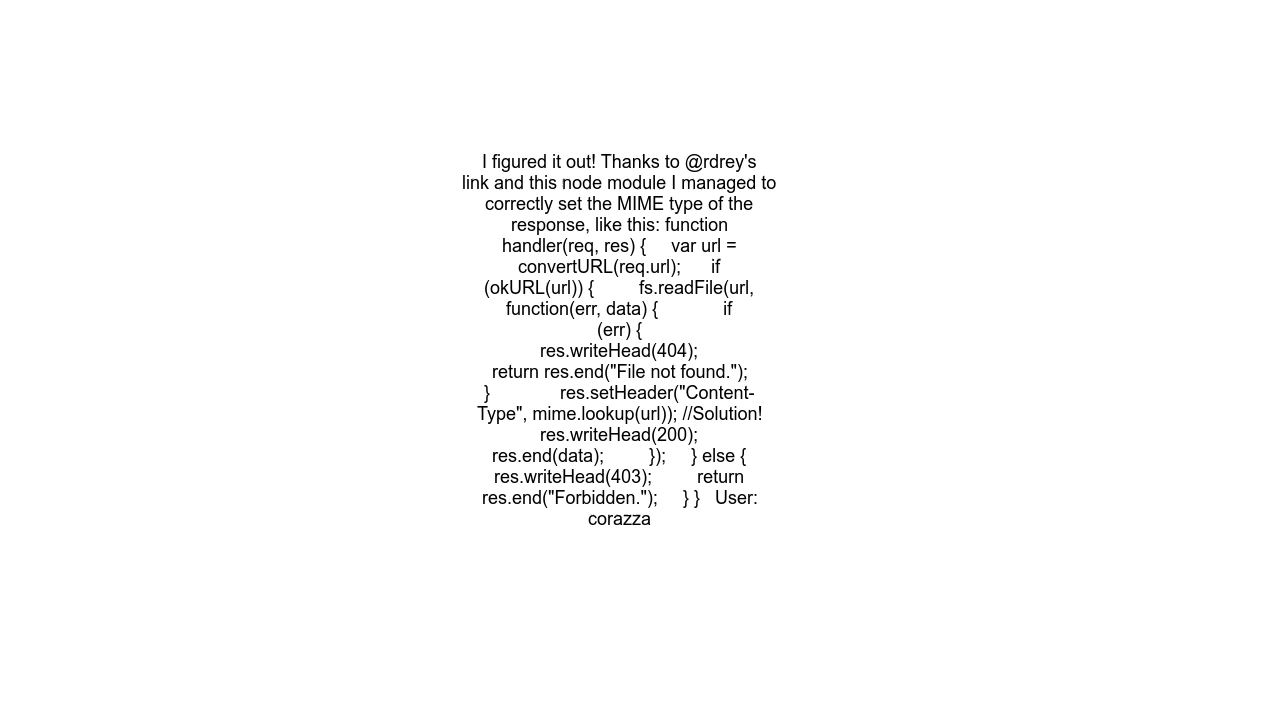 I figured it out! Thanks to @rdrey's
link and this node module I managed to
correctly set the MIME type of the
response, like this: function
handler(req, res) {     var url =
convertURL(req.url);      if
(okURL(url)) {         fs.readFile(url,
function(err, data) {             if
(err) {
res.writeHead(404);
return res.end("File not found.");
}              res.setHeader("Content-
Type", mime.lookup(url)); //Solution!
res.writeHead(200);
res.end(data);         });     } else {
res.writeHead(403);         return
res.end("Forbidden.");     } }   User:
corazza